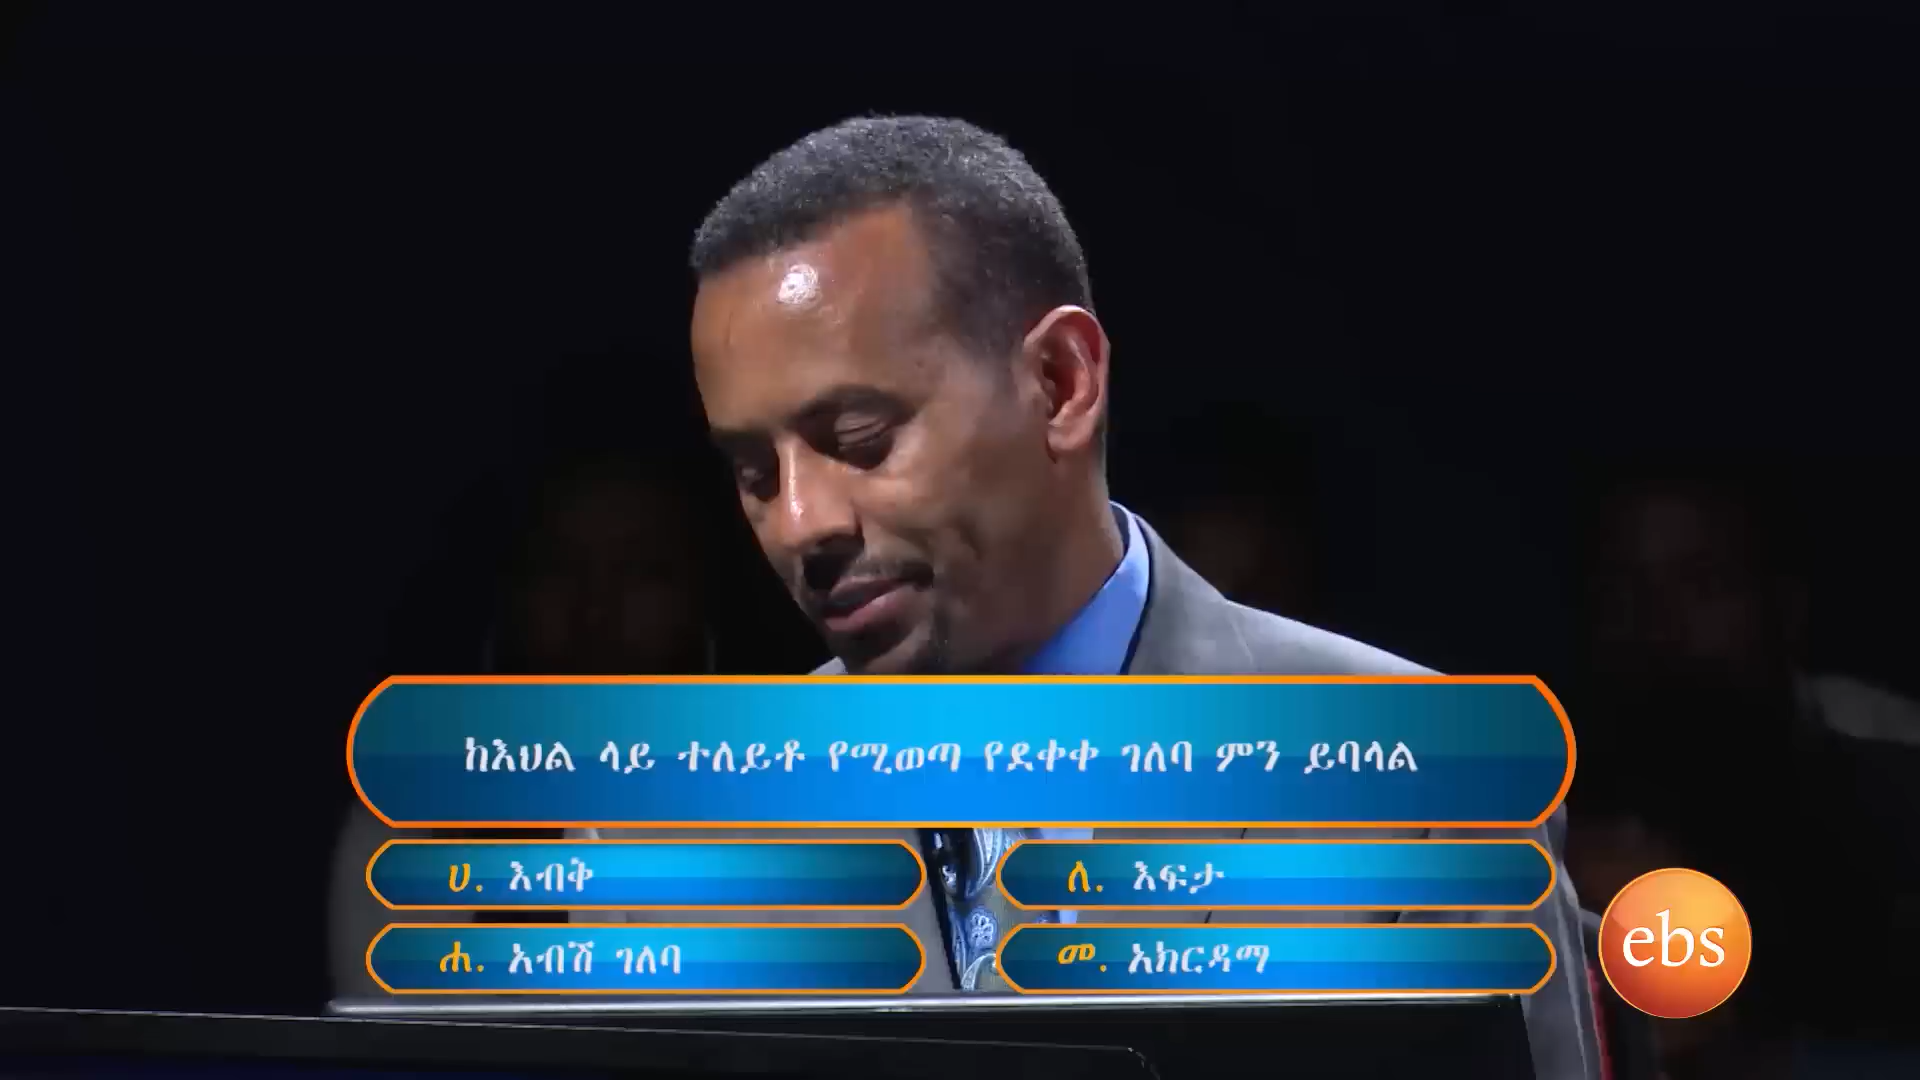 ከእህል ላይ ተለይቶ የሚወጣ የደቀቀ ገለባ ምን ይባላል
ሀ. እብቅ
ለ. እፍታ
ሐ. አብሽ ገለባ
መ. አክርዳማ
ebs